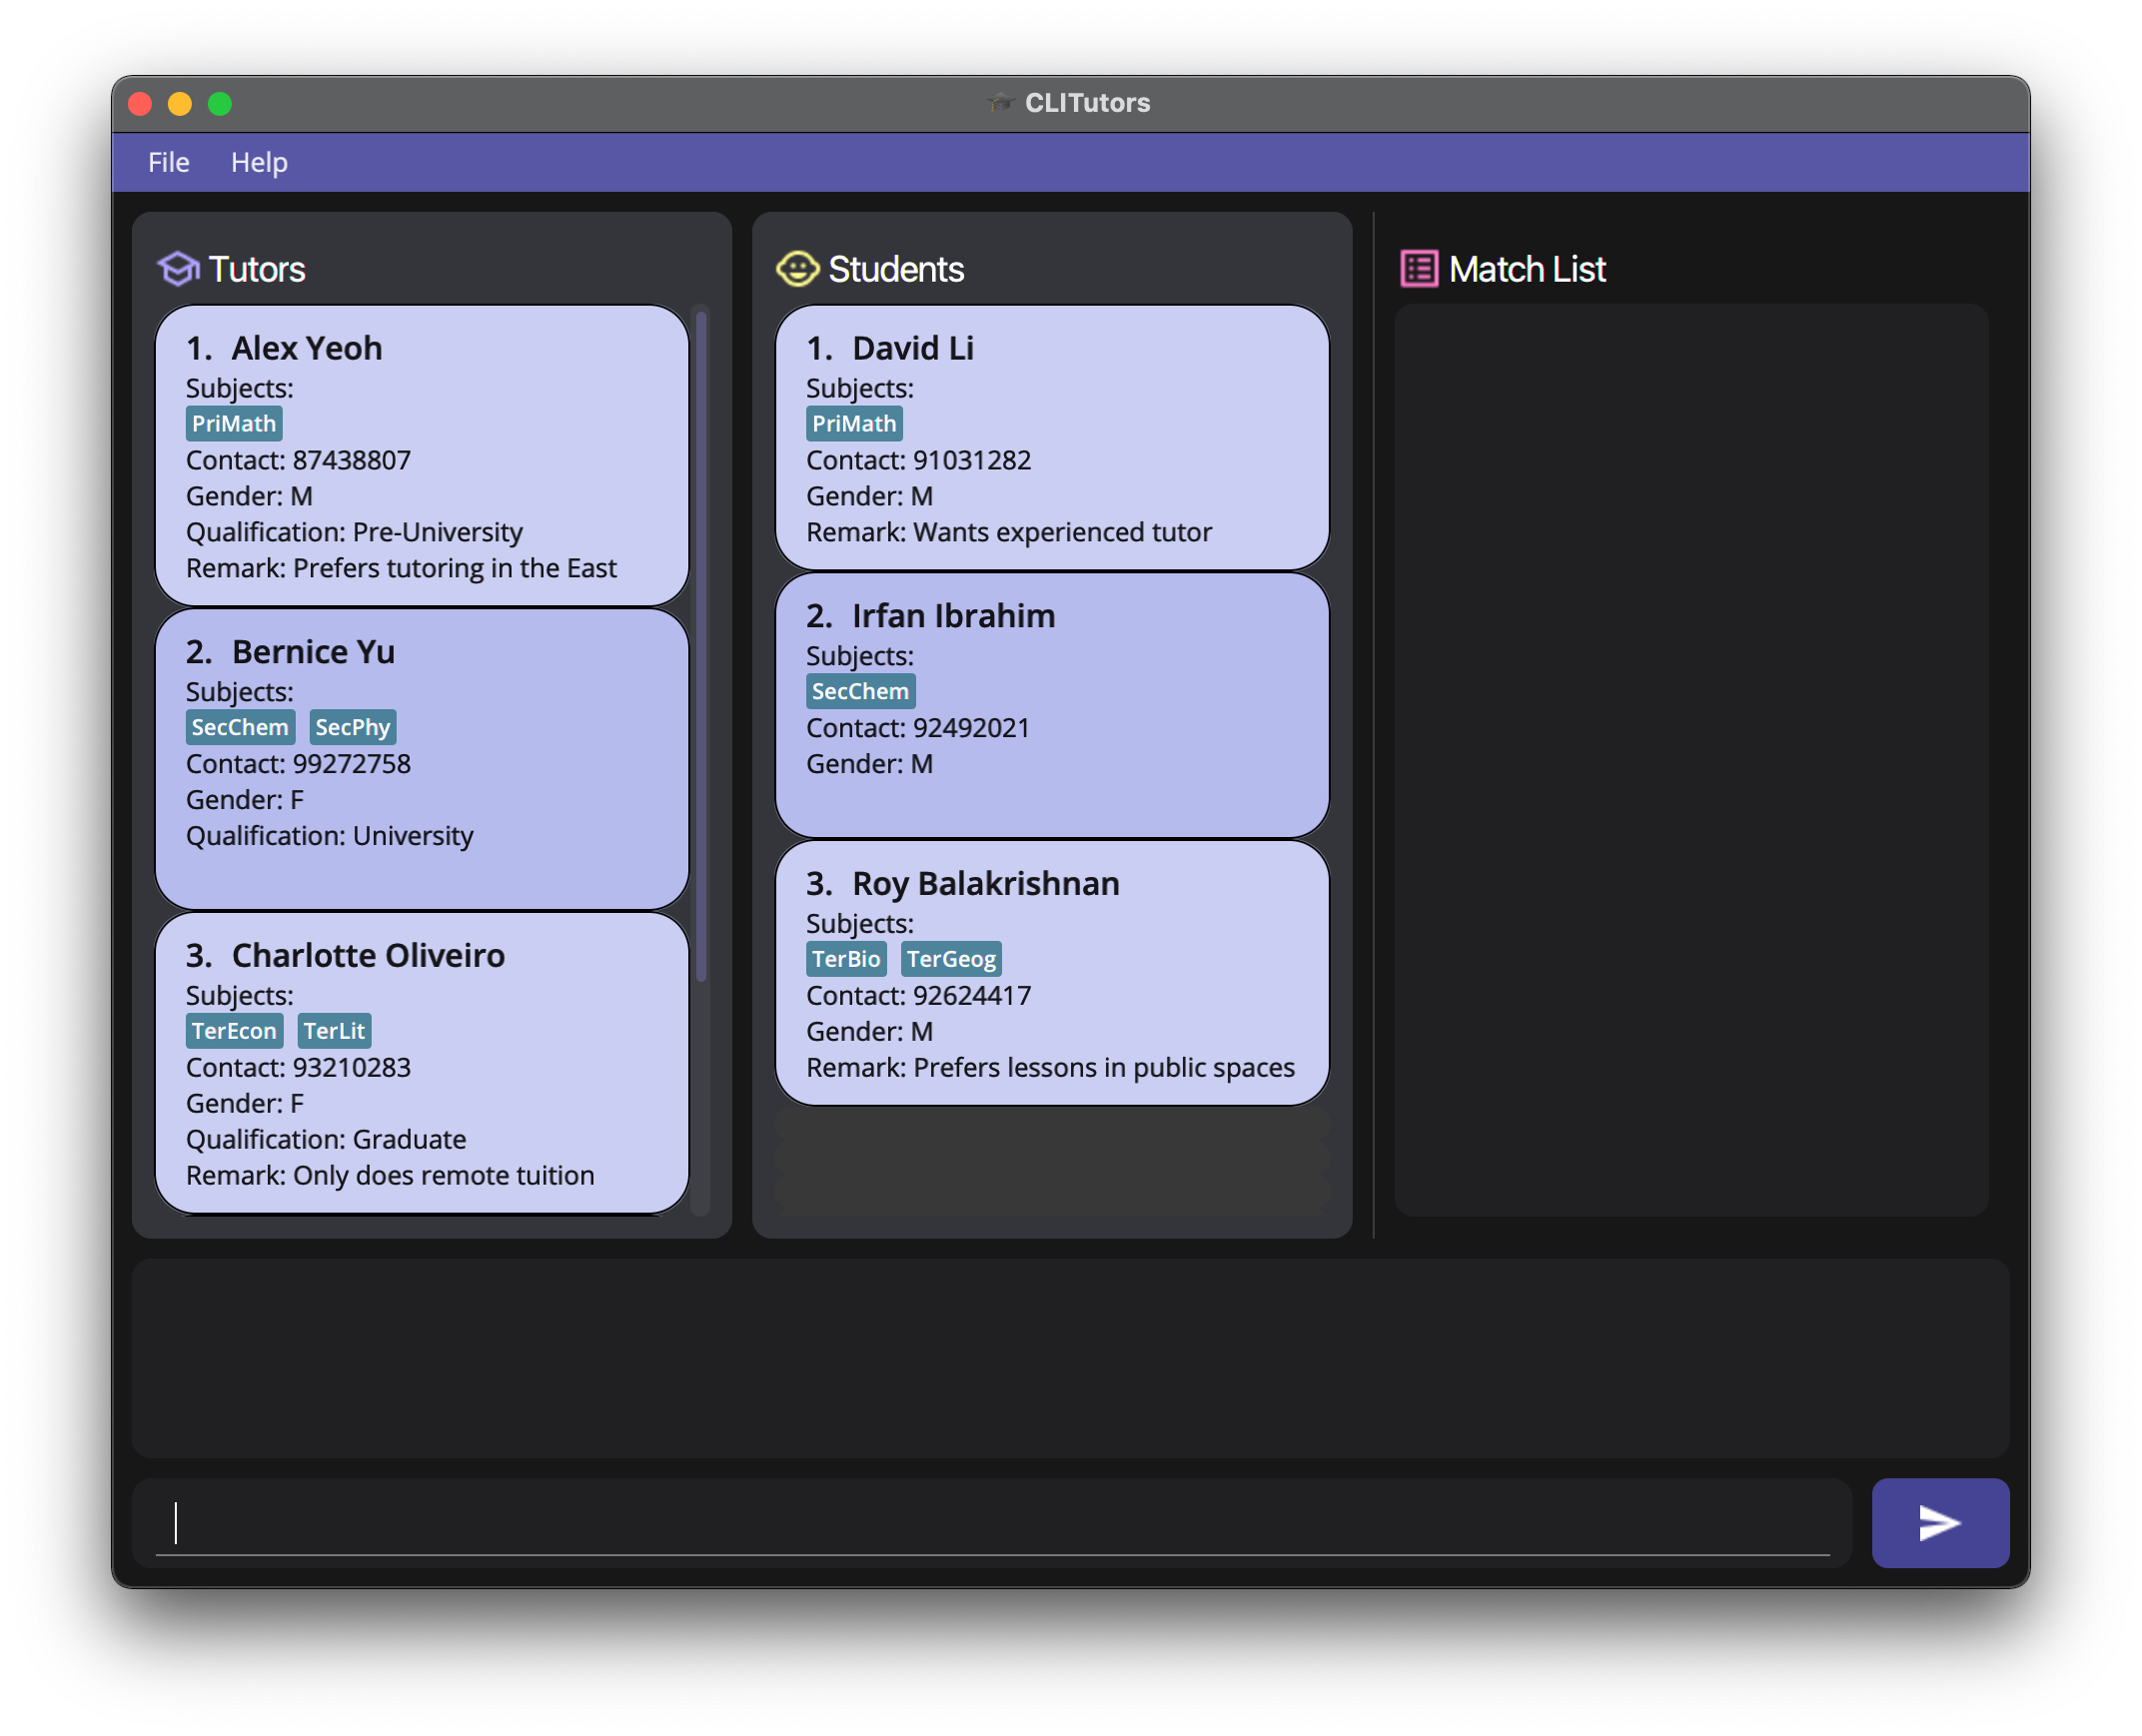 CLITutors
File Help
Tutors
1. Alex Yeoh
Subjects:
PriMath
Contact: 87438807
Gender: M
Qualification: Pre-University
Remark: Prefers tutoring in the East
2. Bernice Yu
Subjects:
SecChem SecPhy
Contact: 99272758
Gender: F
Qualification: University
3. Charlotte Oliveiro
Subjects:
TerEcon TerLit
Contact: 93210283
Gender: F
Qualification: Graduate
Remark: Only does remote tuition
Students
1. David Li
Subjects:
PriMath
Contact: 91031282
Gender: M
Remark: Wants experienced tutor
2. Irfan Ibrahim
Subjects:
SecChem
Contact: 92492021
Gender: M
3. Roy Balakrishnan
Subjects:
TerBio TerGeog
Contact: 92624417
Gender: M
Remark: Prefers lessons in public spaces
Match List